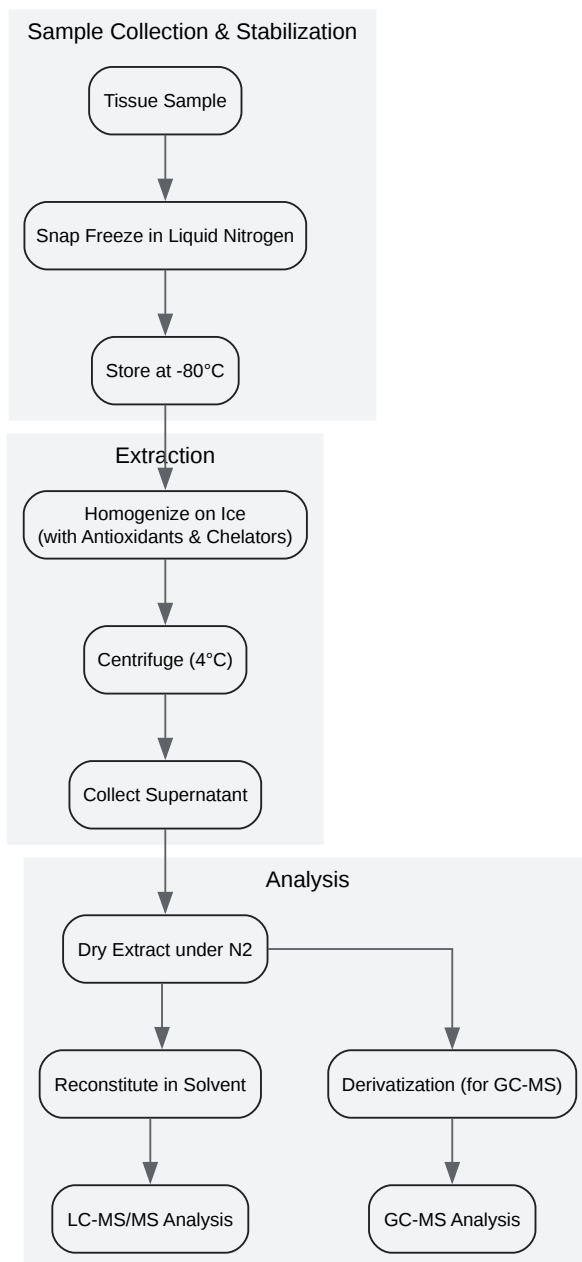 Sample Collection & Stabilization
Tissue Sample
Snap Freeze in Liquid Nitrogen
Store at -80°C
Extraction
Homogenize on Ice
(with Antioxidants & Chelators)
Centrifuge (4°C)
Collect Supernatant
Analysis
Dry Extract under N2
Reconstitute in Solvent
Derivatization (for GC-MS)
LC-MS/MS Analysis
GC-MS Analysis